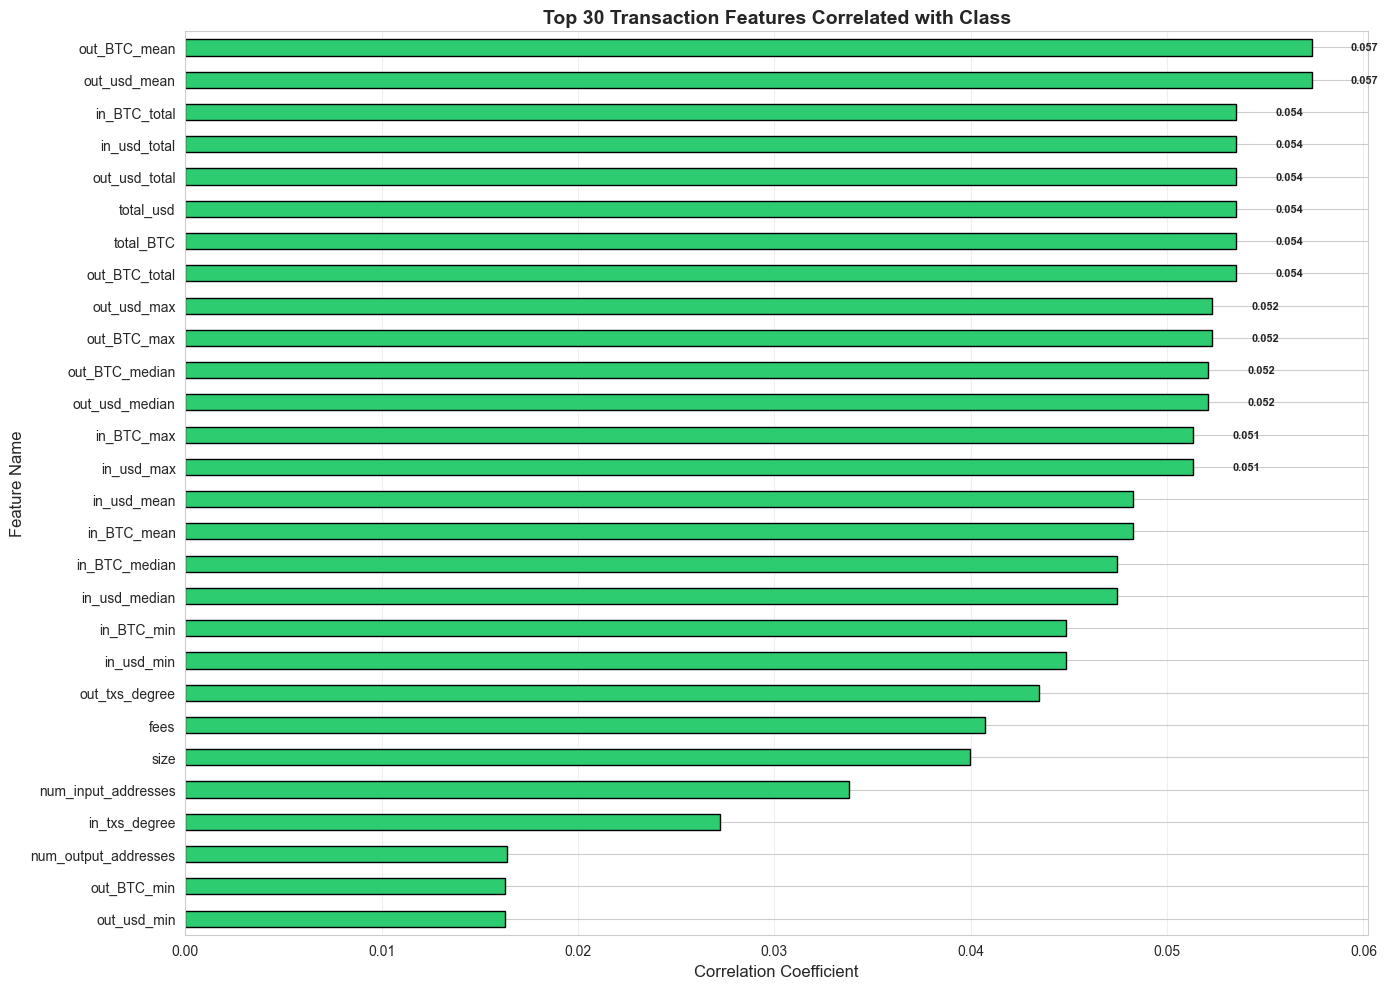 Top 30 Transaction Features Correlated with Class
Feature Name
out_BTC_mean 0.057
out_usd_mean 0.057
in_BTC_total 0.054
in_usd_total 0.054
out_usd_total 0.054
total_usd 0.054
total_BTC 0.054
out_BTC_total 0.054
out_usd_max 0.052
out_BTC_max 0.052
out_BTC_median 0.052
out_usd_median 0.052
in_BTC_max 0.051
in_usd_max 0.051
in_usd_mean
in_BTC_mean
in_BTC_median
in_usd_median
in_BTC_min
in_usd_min
out_txs_degree
fees
size
num_input_addresses
in_txs_degree
num_output_addresses
out_BTC_min
out_usd_min
0.00 0.01 0.02 0.03 0.04 0.05 0.06
Correlation Coefficient